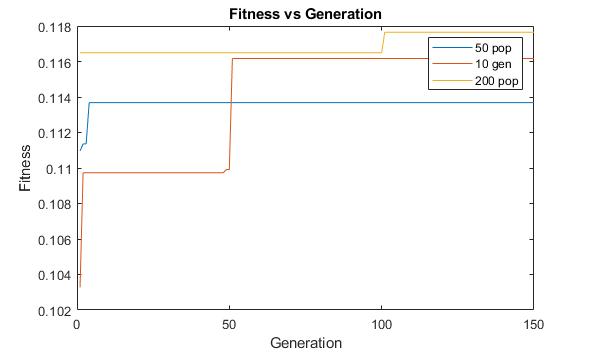 Fitness vs Generation
0.118
0.116
0.114
0.112
0.11
0.108
0.106
0.104
0.102
Fitness
50 pop
10 gen
200 pop
0
50
100
150
Generation